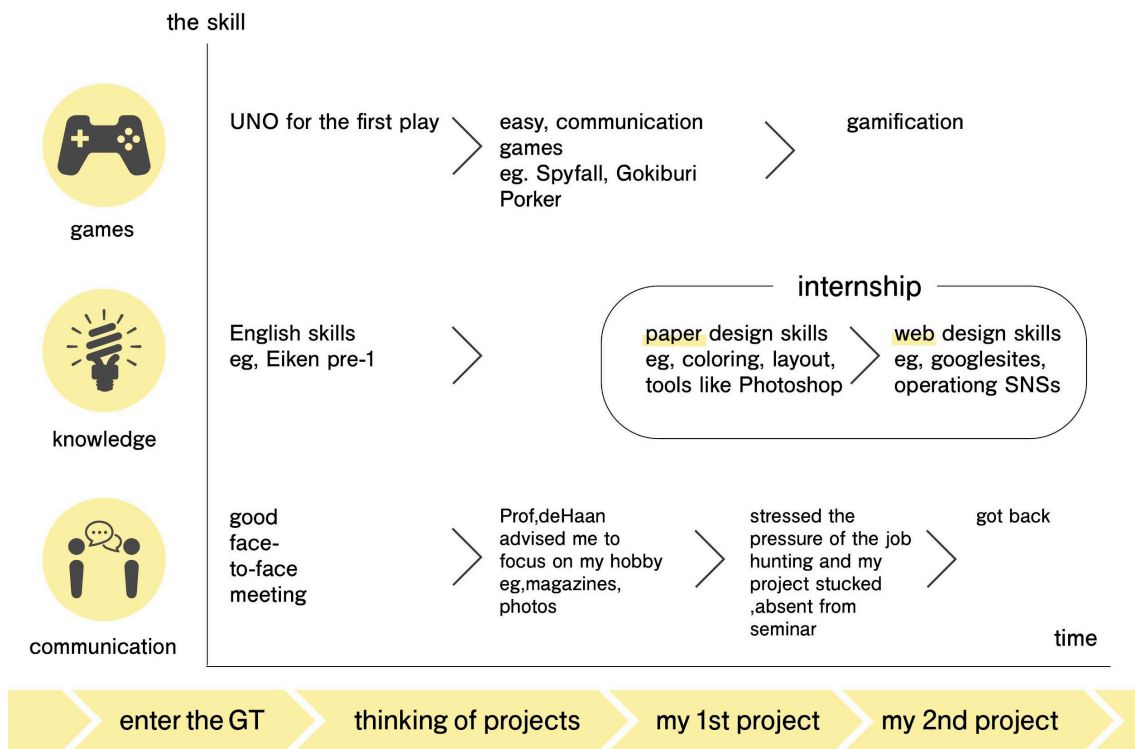 the skill
UNO for the first play
easy, communication
games
eg. Spyfall, Gokiburi
Porker
gamification
games
internship
English skills
eg, Eiken pre-1
paper design skills
eg, coloring, layout,
tools like Photoshop
web design skills
eg, googlesites,
operationg SNSs
knowledge
good
face-
to-face
meeting
Prof,deHaan
advised me to
focus on my hobby
eg,magazines,
photos
stressed the
pressure of the job
hunting and my
project stucked
,absent from
seminar
got back
communication
time
enter the GT
thinking of projects
my 1st project
my 2nd project